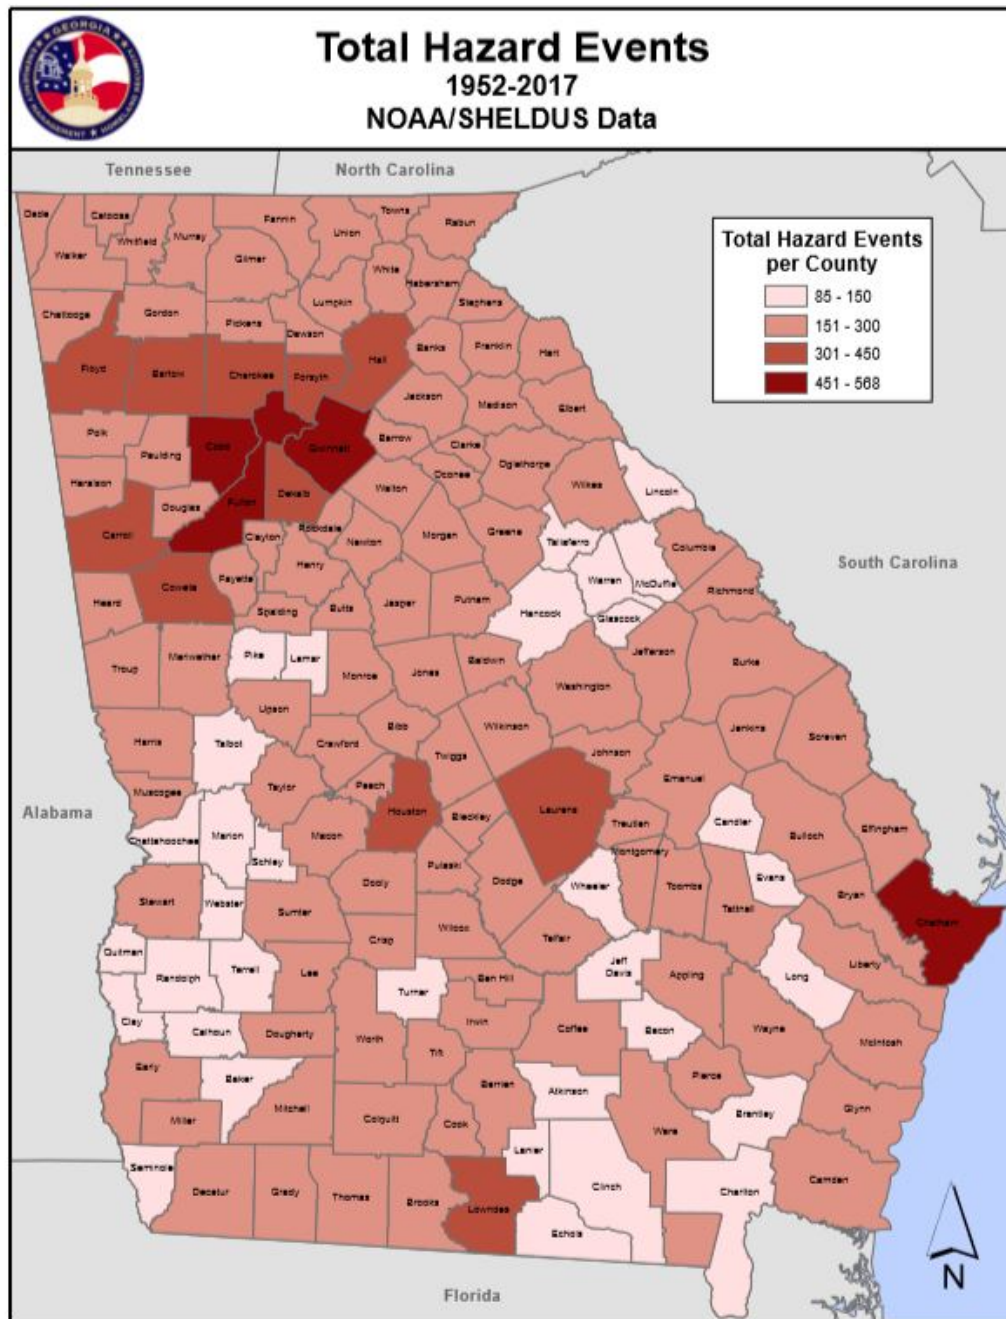 GEORGIA
EMERGENCY MANAGEMENT HOMELAND SECURITY
Total Hazard Events
1952-2017
NOAA/SHELDUS Data
Tennessee
North Carolina
Total Hazard Events
per County
85 - 150
151 - 300
301 - 450
451 - 568
Dade
Catoosa
Fannin
Towns
Rabun
Whitfield
Murray
Union
Walker
Gilmer
White
Habersham
Lumpkin
Stephens
Chattooga
Gordon
Pickens
Dawson
Banks
Franklin
Hart
Floyd
Bartow
Cherokee
Forsyth
Hall
Jackson
Madison
Elbert
Polk
Cobb
Gwinnett
Barrow
Clarke
Paulding
Oconee
Oglethorpe
Haralson
Walton
Wilkes
Lincoln
Douglas
Fulton
Dekalb
Carroll
Clayton
Rockdale
Newton
Morgan
Greene
Taliaferro
Columbia
South Carolina
Henry
Warren
McDuffie
Coweta
Fayette
Richmond
Heard
Spalding
Butts
Jasper
Putnam
Hancock
Glascock
Troup
Meriwether
Pike
Lamar
Monroe
Jones
Baldwin
Jefferson
Burke
Washington
Upson
Harris
Talbot
Crawford
Bibb
Wilkinson
Jenkins
Screven
Twiggs
Johnson
Muscogee
Taylor
Peach
Emanuel
Alabama
Houston
Bleckley
Laurens
Treutlen
Candler
Bulloch
Effingham
Chattahoochee
Marion
Macon
Schley
Pulaski
Montgomery
Dooly
Dodge
Wheeler
Toombs
Evans
Stewart
Webster
Sumter
Tattnall
Bryan
Chatham
Crisp
Wilcox
Telfair
Quitman
Randolph
Terrell
Lee
Turner
Ben Hill
Jeff
Davis
Appling
Long
Liberty
Clay
Calhoun
Dougherty
Worth
Irwin
Coffee
Bacon
Wayne
McIntosh
Tift
Early
Baker
Berrien
Atkinson
Pierce
Miller
Mitchell
Colquitt
Cook
Ware
Brantley
Glynn
Seminole
Lanier
Clinch
Charlton
Camden
Decatur
Grady
Thomas
Brooks
Lowndes
Echols
Florida
N